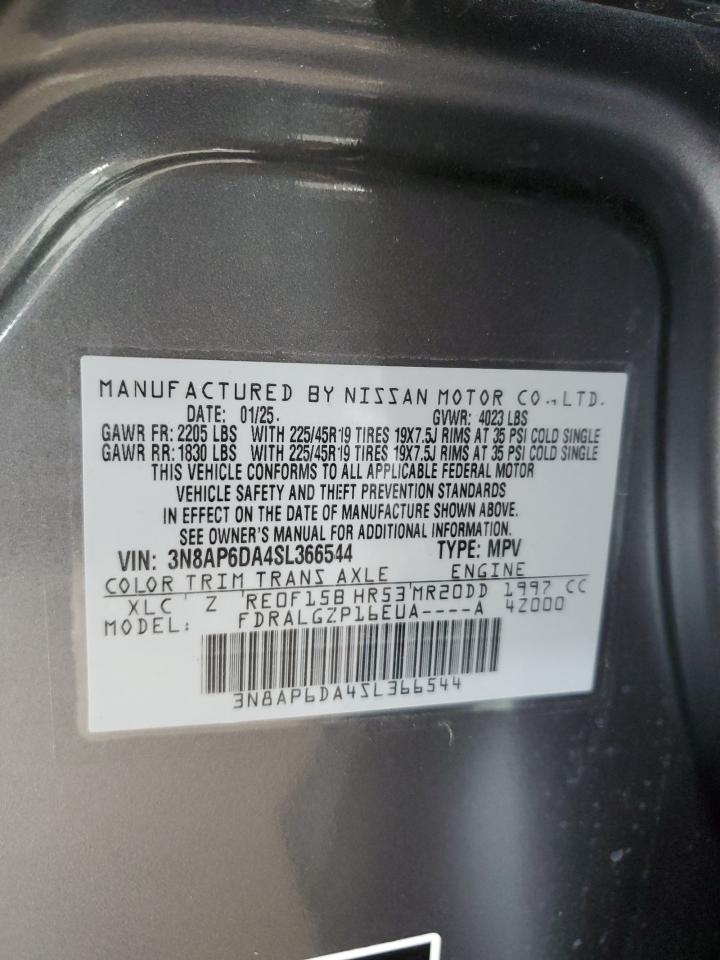 MANUFACTURED BY NISSAN MOTOR CO., LTD.
DATE: 01/25. GVWR: 4023 LBS
GAWR FR: 2205 LBS WITH 225/45R19 TIRES 19X7.5J RIMS AT 35 PSI COLD SINGLE
GAWR RR: 1830 LBS WITH 225/45R19 TIRES 19X7.5J RIMS AT 35 PSI COLD SINGLE
THIS VEHICLE CONFORMS TO ALL APPLICABLE FEDERAL MOTOR
VEHICLE SAFETY AND THEFT PREVENTION STANDARDS
IN EFFECT ON THE DATE OF MANUFACTURE SHOWN ABOVE.
SEE OWNER'S MANUAL FOR ADDITIONAL INFORMATION.
VIN: 3N8AP6DA4SL366544 TYPE: MPV
COLOR TRIM TRANS AXLE ENGINE
XLC Z RE0F15B HR53 MR20DD 1997 CC
MODEL: FDRALGZP16EUA----A 4Z000
3N8AP6DA4SL366544